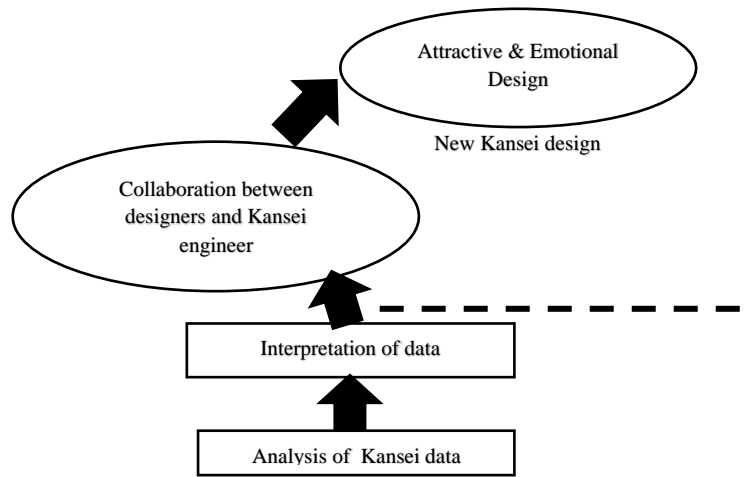 Attractive & Emotional
Design
New Kansei design
Collaboration between
designers and Kansei
engineer
Interpretation of data
Analysis of  Kansei data